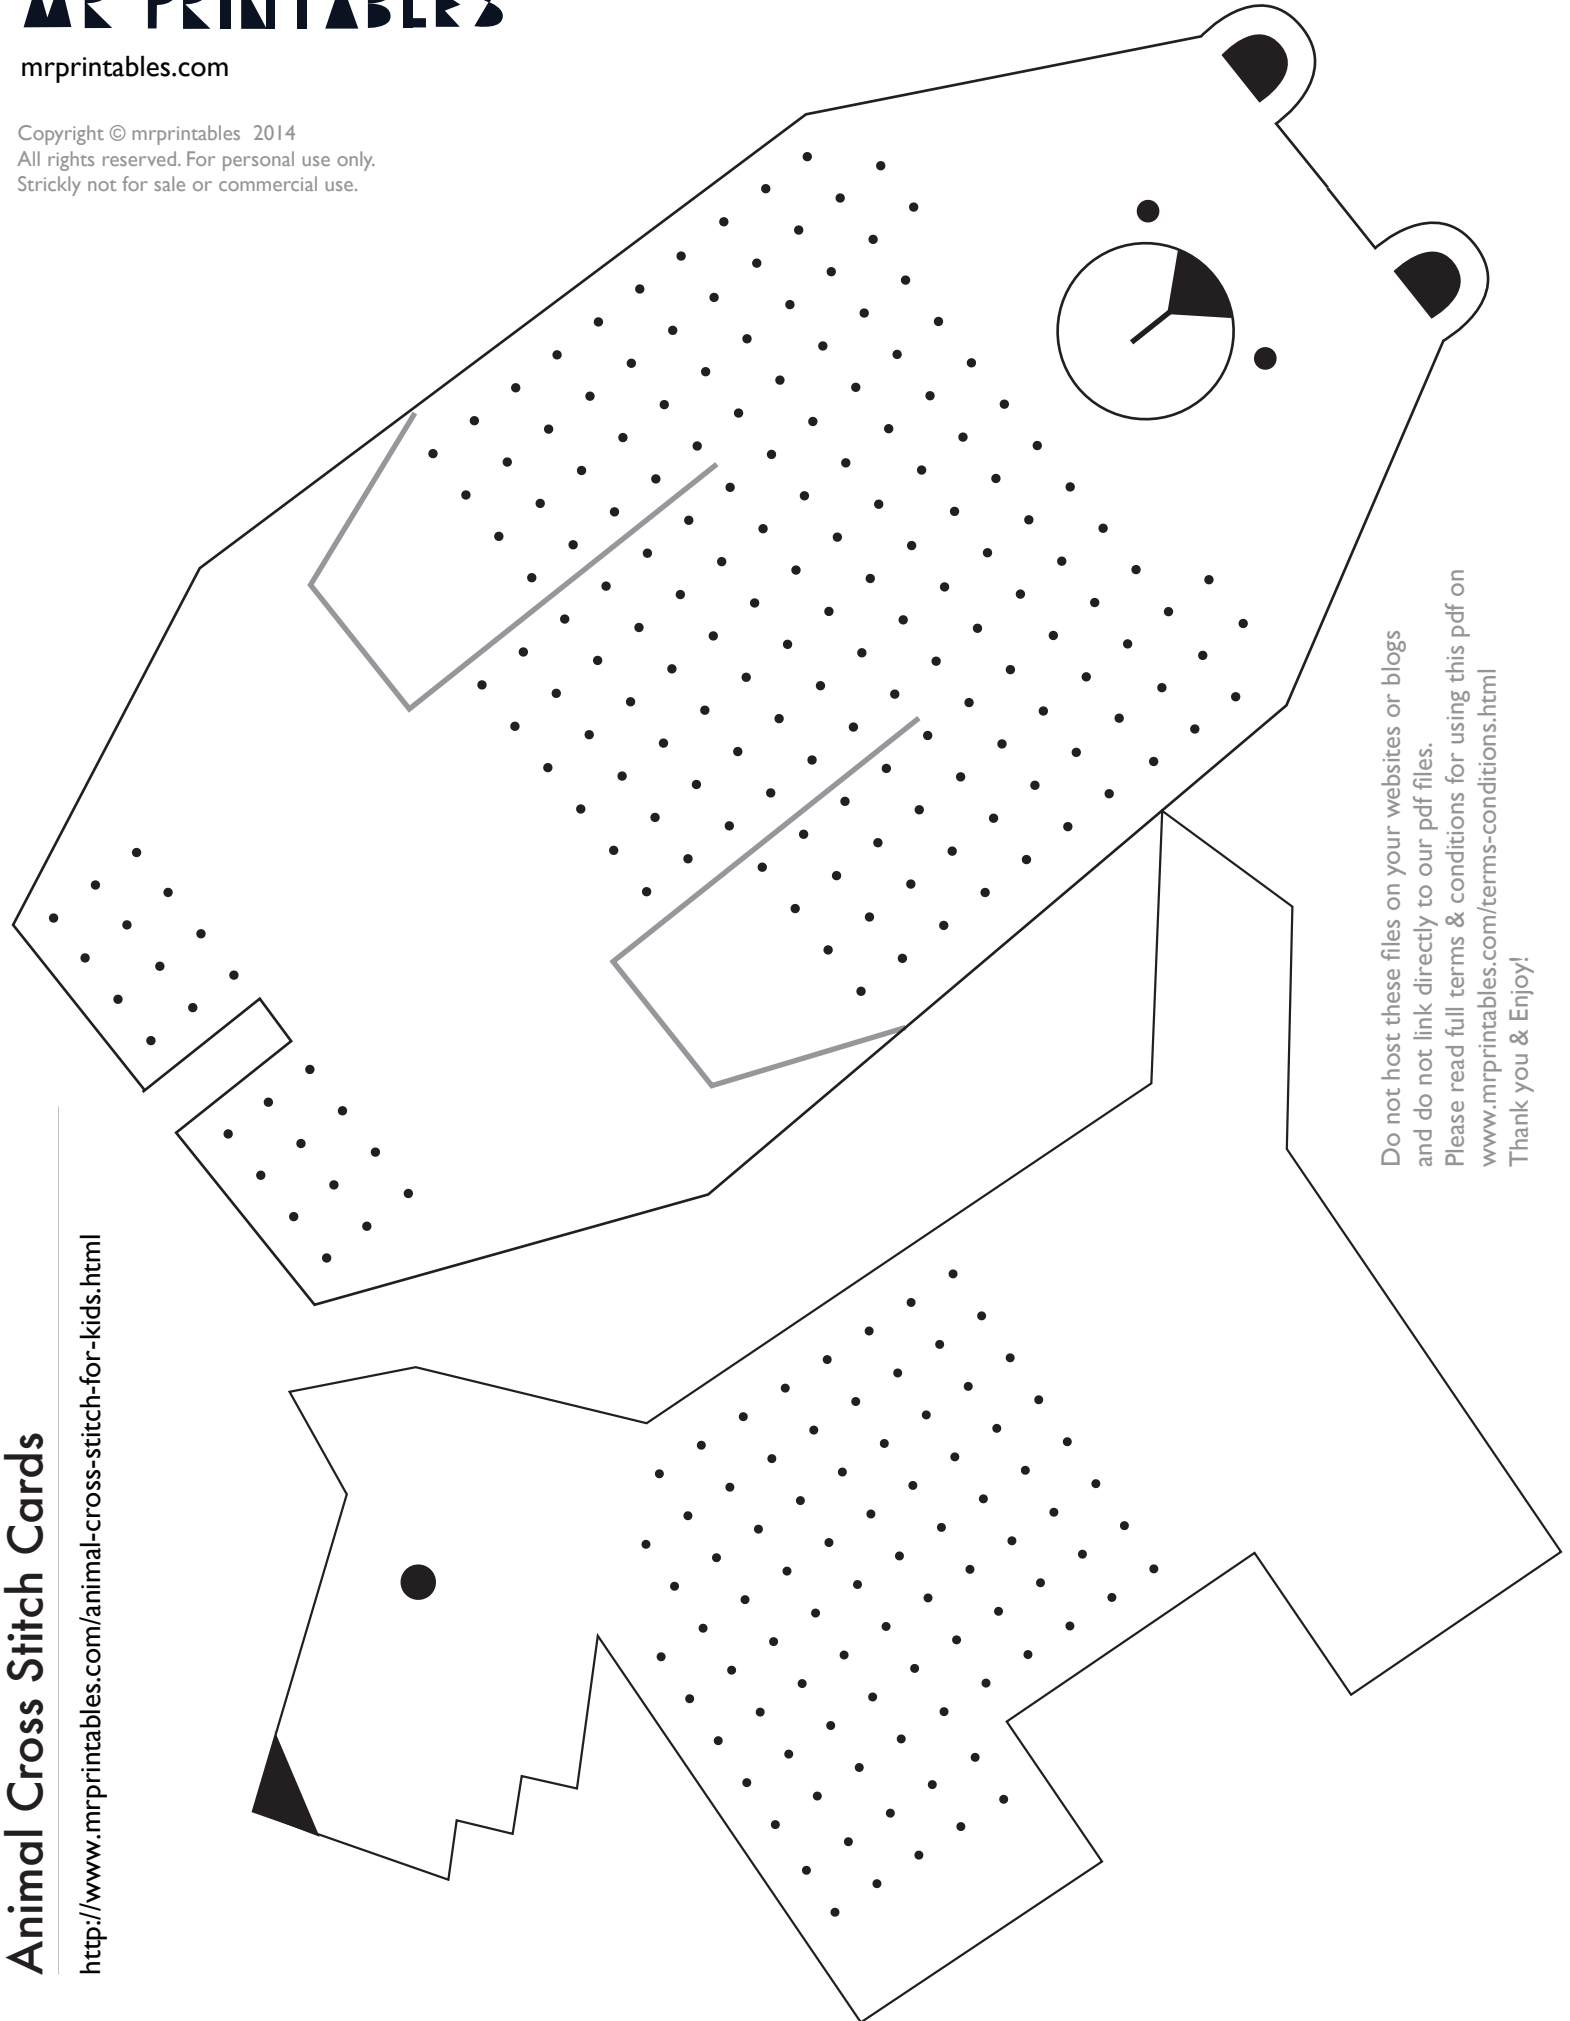 MR PRINTABLES
mrprintables.com
Copyright © mrprintables 2014
All rights reserved. For personal use only.
Strickly not for sale or commercial use.
Do not host these files on your websites or blogs
and do not link directly to our pdf files.
Please read full terms & conditions for using this pdf on
www.mrprintables.com/terms-conditions.html
Thank you & Enjoy!
Animal Cross Stitch Cards
http://www.mrprintables.com/animal-cross-stitch-for-kids.html